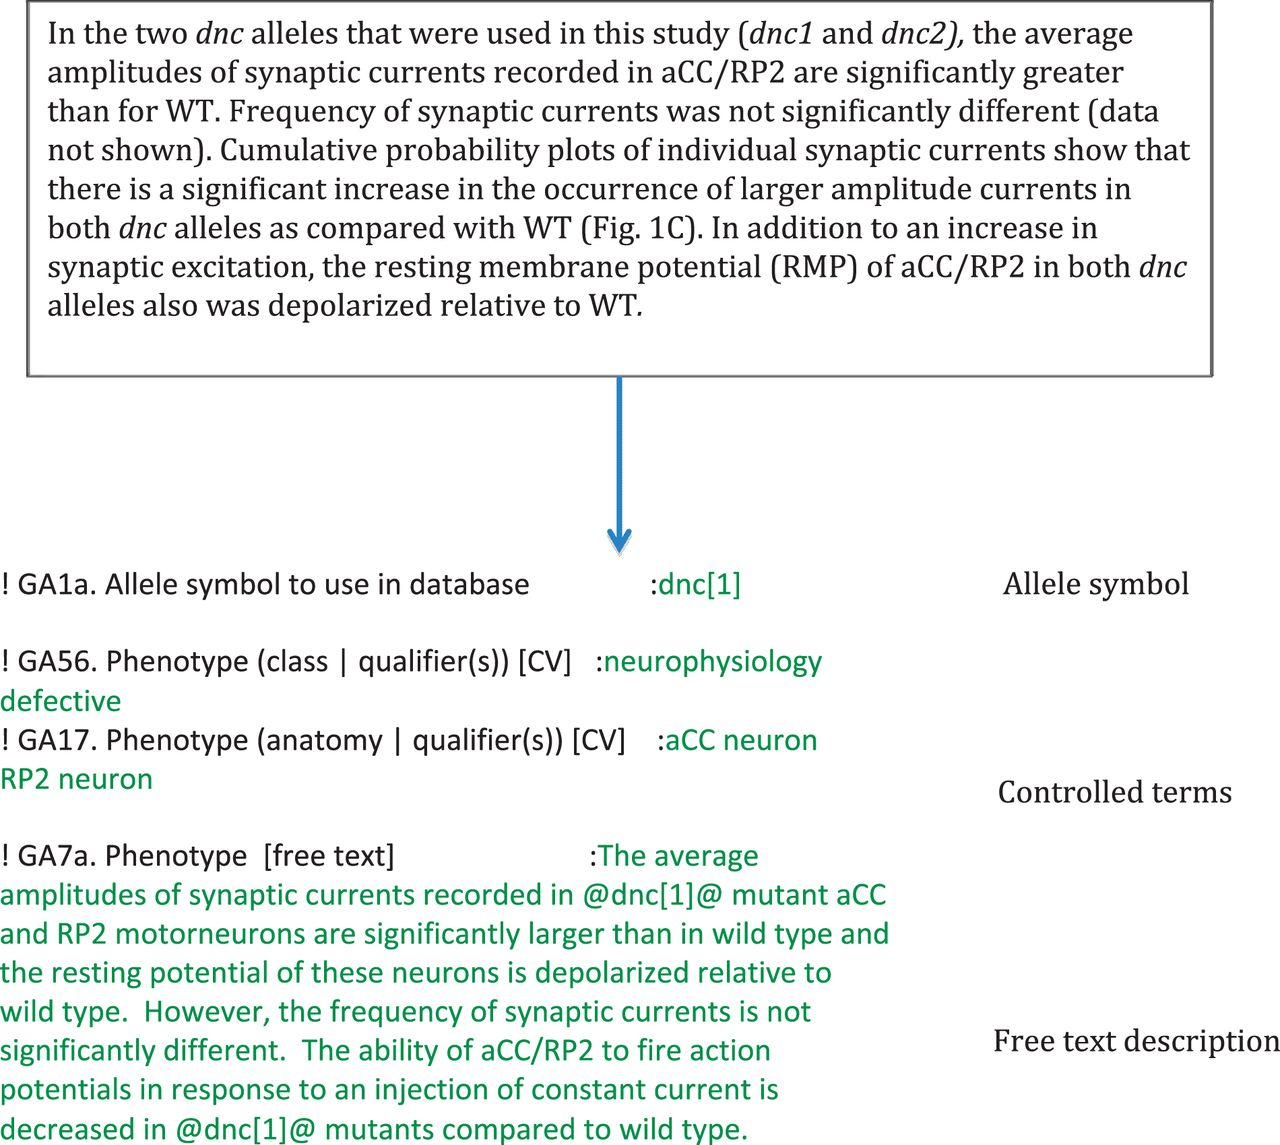 In the two dnc alleles that were used in this study (dnc1 and dnc2), the average
amplitudes of synaptic currents recorded in aCC/RP2 are significantly greater
than for WT. Frequency of synaptic currents was not significantly different (data
not shown). Cumulative probability plots of individual synaptic currents show that
there is a significant increase in the occurrence of larger amplitude currents in
both dnc alleles as compared with WT (Fig. 1C). In addition to an increase in
synaptic excitation, the resting membrane potential (RMP) of aCC/RP2 in both dnc
alleles also was depolarized relative to WT.
! GA1a. Allele symbol to use in database :dnc[1] Allele symbol
! GA56. Phenotype (class | qualifier(s)) [CV] :neurophysiology
defective
! GA17. Phenotype (anatomy | qualifier(s)) [CV] :aCC neuron
RP2 neuron
Controlled terms
! GA7a. Phenotype [free text] :The average
amplitudes of synaptic currents recorded in @dnc[1]@ mutant aCC
and RP2 motorneurons are significantly larger than in wild type and
the resting potential of these neurons is depolarized relative to
wild type. However, the frequency of synaptic currents is not
significantly different. The ability of aCC/RP2 to fire action
potentials in response to an injection of constant current is
decreased in @dnc[1]@ mutants compared to wild type.
Free text description